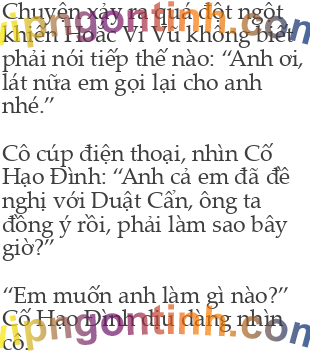 Chuyện xảy ra quá đột ngột
khiến Hoắc Vi Vũ không biết
phải nói tiếp thế nào: “Anh ơi,
lát nữa em gọi lại cho anh
nhé.”
Cô cúp điện thoại, nhìn Cố
Hạo Đình: “Anh cả em đã đề
nghị với Duật Cẩn, ông ta
đồng ý rồi, phải làm sao bây
giờ?”
“Em muốn anh làm gì nào?”
Cố Hạo Đình dịu dàng nhìn
cô.
vipngontinh.com
vipngontinh.com